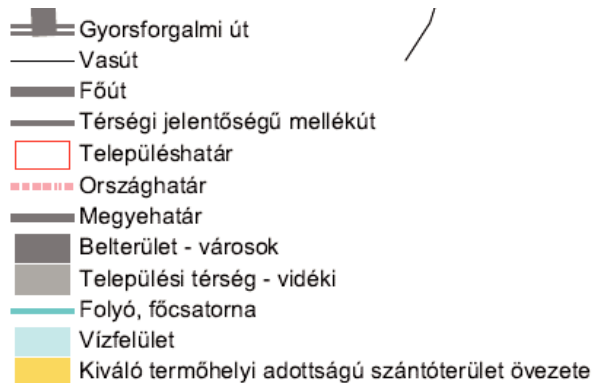 Gyorsforgalmi út
Vasút
Főút
Térségi jelentőségű mellékút
Településhatár
Országhatár
Megyehatár
Belterület - városok
Települési térség - vidéki
Folyó, főcsatorna
Vízfelület
Kiváló termőhelyi adottságú szántóterület övezete